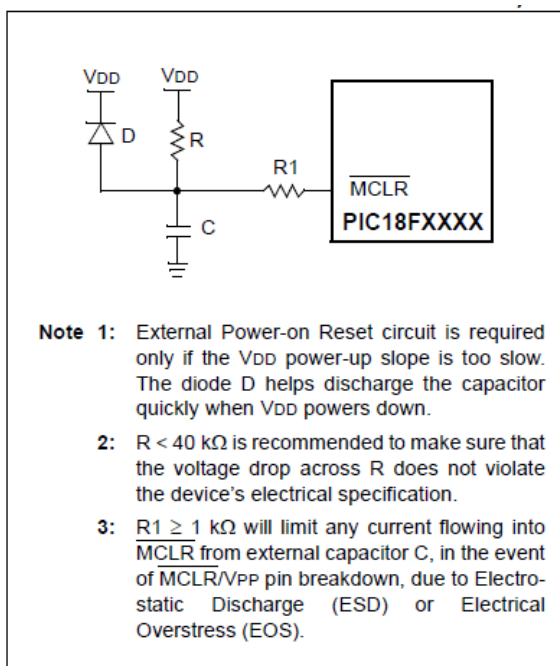 VDD VDD
D
R
R1
MCLR
C
PIC18FXXXX
Note 1: External Power-on Reset circuit is required
only if the VDD power-up slope is too slow.
The diode D helps discharge the capacitor
quickly when VDD powers down.
2: R < 40 kΩ is recommended to make sure that
the voltage drop across R does not violate
the device's electrical specification.
3: R1 ≥ 1 kΩ will limit any current flowing into
MCLR from external capacitor C, in the event
of MCLR/VPP pin breakdown, due to Electro-
static Discharge (ESD) or Electrical
Overstress (EOS).